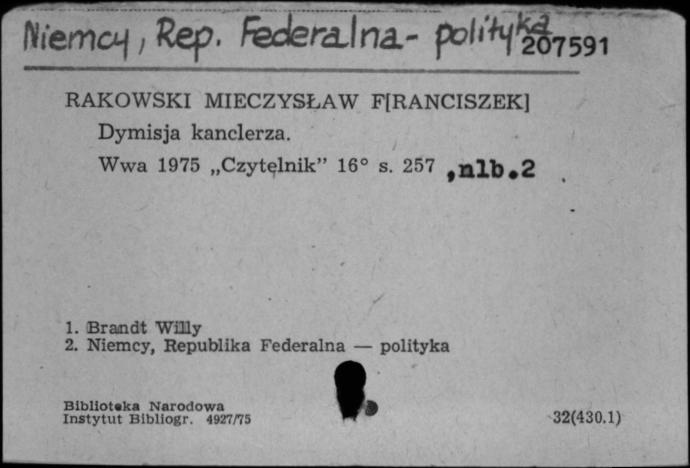 Niemcy, Rep. Federalna - polityka
207591
RAKOWSKI MIECZYSŁAW F[RANCISZEK]
Dymisja kanclerza.
Wwa 1975 „Czytelnik” 16° s. 257 ,nlb.2
1. Brandt Willy
2. Niemcy, Republika Federalna — polityka
Biblioteka Narodowa
Instytut Bibliogr. 4927/75
32(430.1)